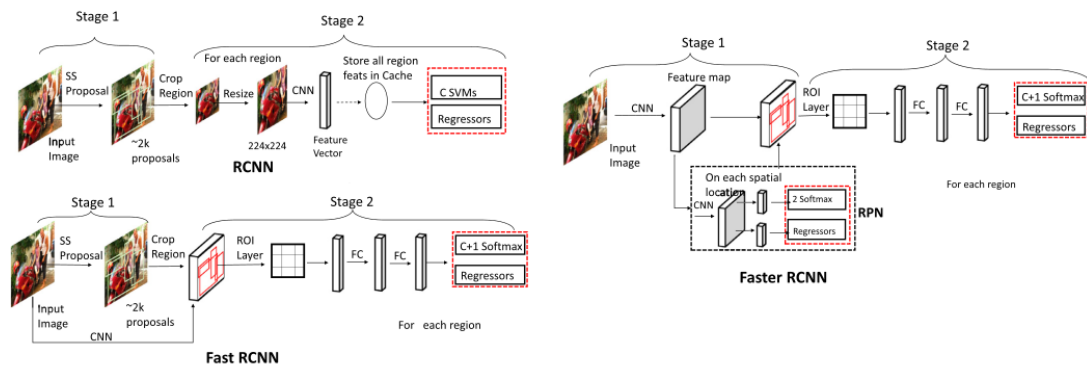 Stage 1
Stage 2
For each region
SS
Proposal
Crop
Region
Resize
CNN
Store all region
feats in Cache
C SVMs
Regressors
Input
Image
~2k
proposals
224x224
Feature
Vector
RCNN
Stage 1
Stage 2
SS
Proposal
Crop
Region
ROI
Layer
FC
FC
C+1 Softmax
Regressors
Input
Image
~2k
proposals
CNN
For each region
Fast RCNN
Stage 1
Stage 2
Feature map
CNN
ROI
Layer
FC
FC
C+1 Softmax
Regressors
Input
Image
On each spatial
location
For each region
CNN
2 Softmax
Regressors
RPN
Faster RCNN